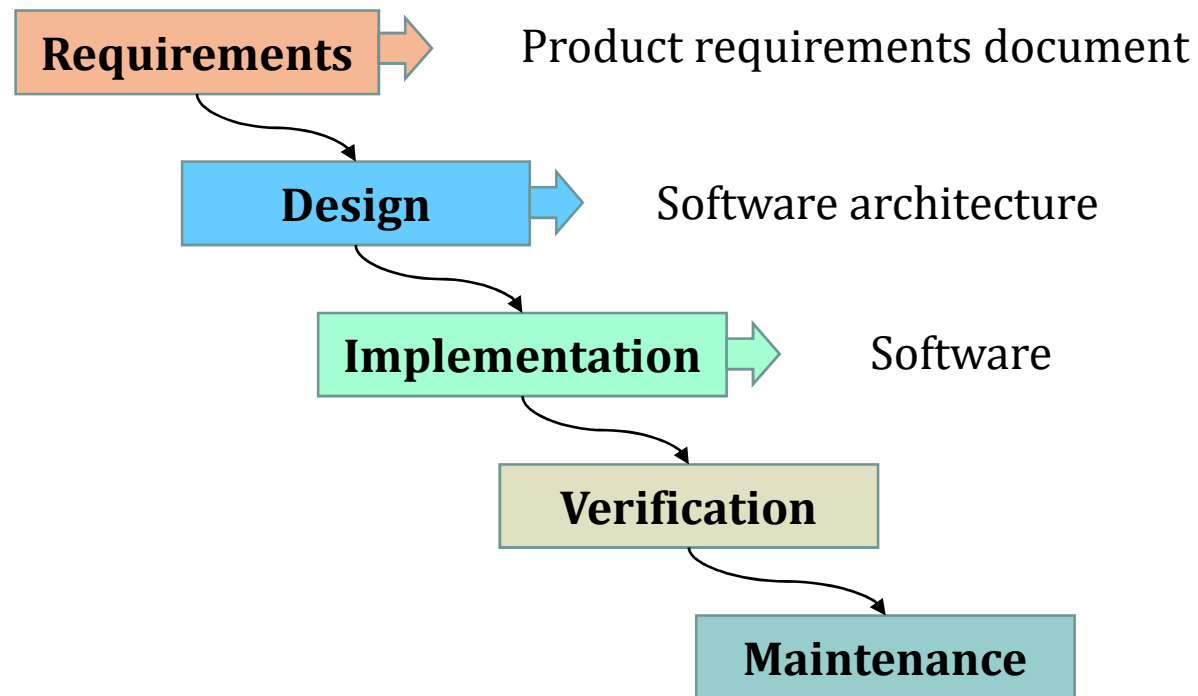 Requirements
Product requirements document
Design
Software architecture
Implementation
Software
Verification
Maintenance